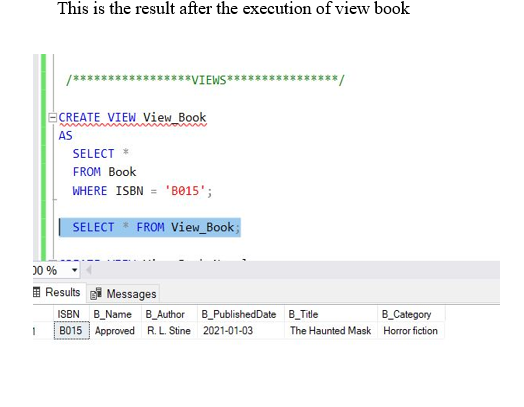 This is the result after the execution of view book
/*****************VIEWS****************/
CREATE VIEW View_Book
AS
SELECT *
FROM Book
WHERE ISBN = 'B015';
SELECT * FROM View_Book;
00 %
Results Messages
ISBN B_Name B_Author B_PublishedDate B_Title B_Category
1 B015 Approved R. L. Stine 2021-01-03 The Haunted Mask Horror fiction